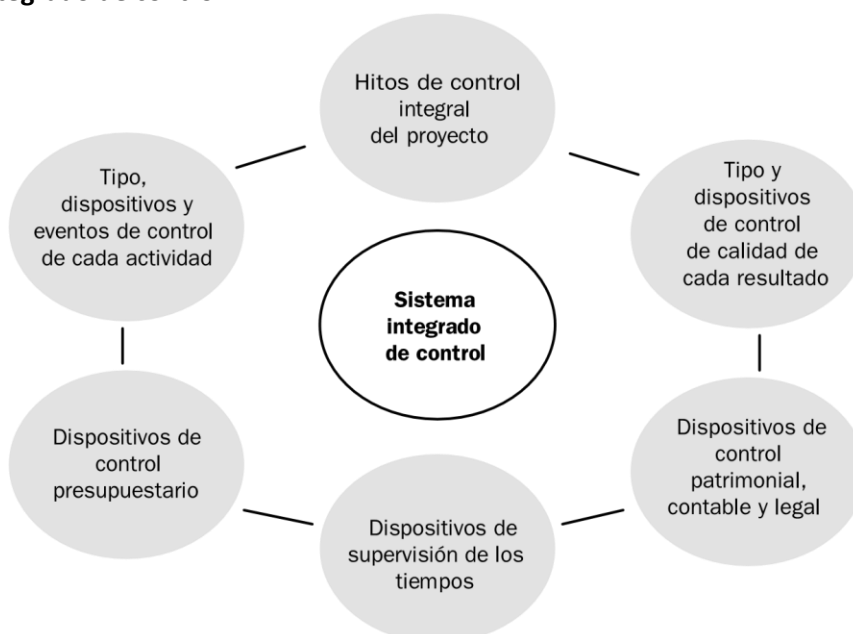 Hitos de control
integral
del proyecto
Tipo y
dispositivos
de control
de calidad de
cada resultado
Dispositivos de
control
patrimonial,
contable y legal
Dispositivos de
supervisión de los
tiempos
Dispositivos de
control
presupuestario
Tipo,
dispositivos y
eventos de control
de cada actividad
Sistema
integrado
de control